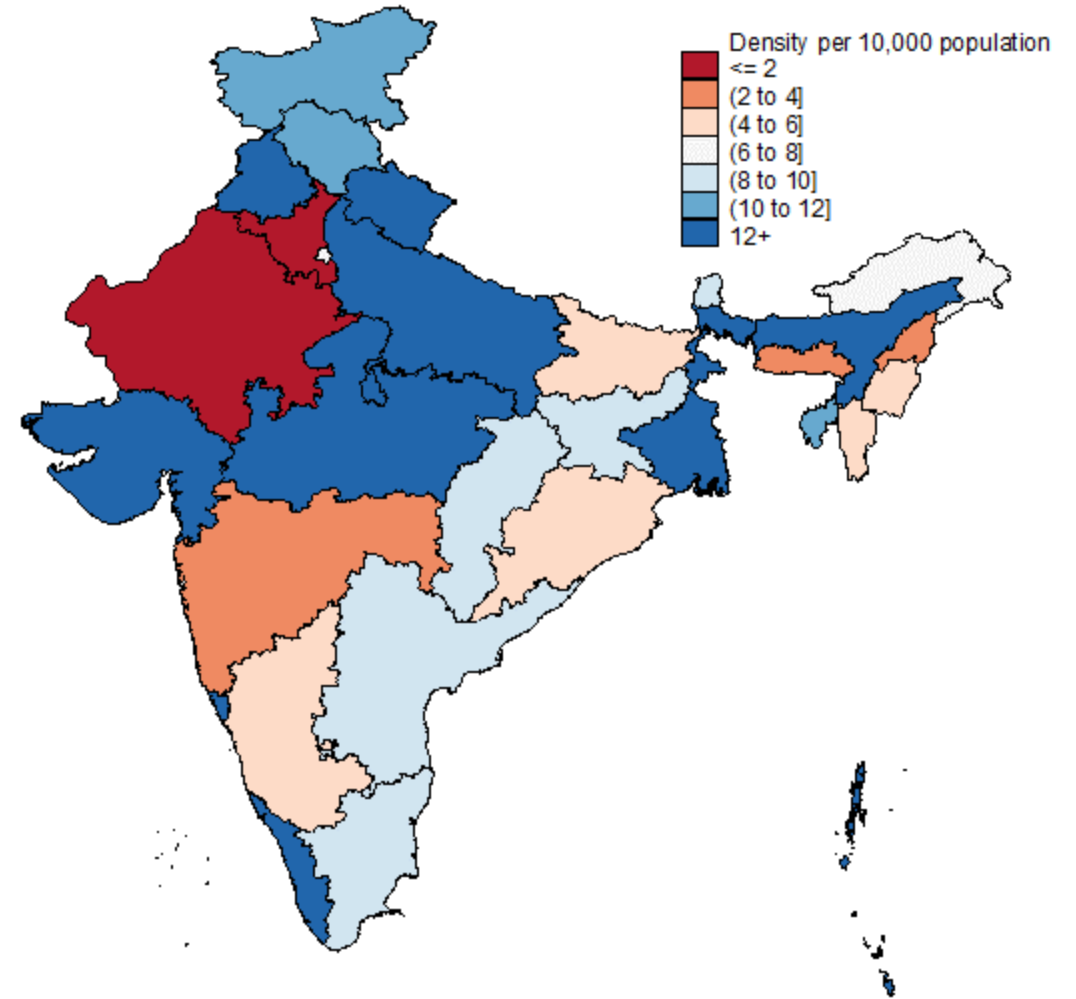 Density per 10,000 population
<= 2
(2 to 4]
(4 to 6]
(6 to 8]
(8 to 10]
(10 to 12]
12+